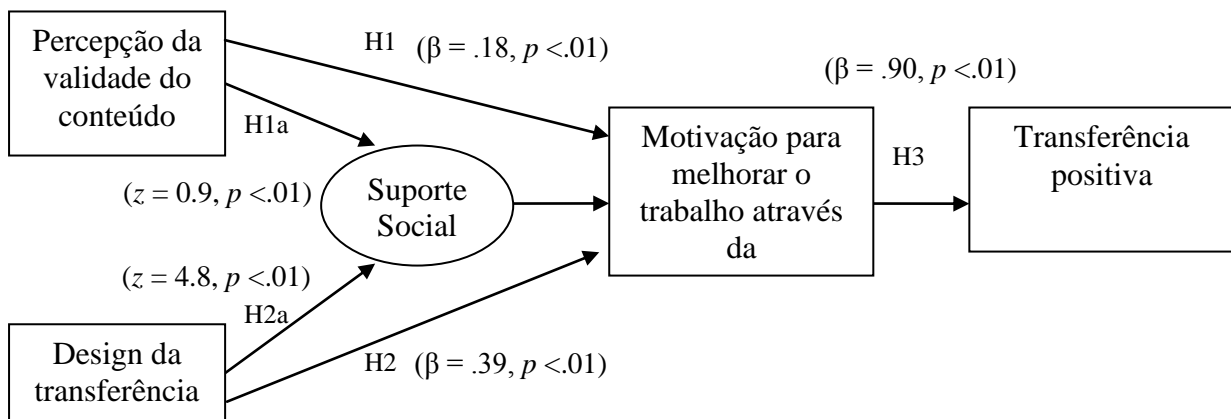 Percepção da
validade do
conteúdo
H1 (β = .18, p <.01)
(β = .90, p <.01)
H1a
Motivação para
melhorar o
trabalho através
da
H3
Transferência
positiva
(z = 0.9, p <.01)
Suporte
Social
(z = 4.8, p <.01)
H2a
Design da
transferência
H2 (β = .39, p <.01)